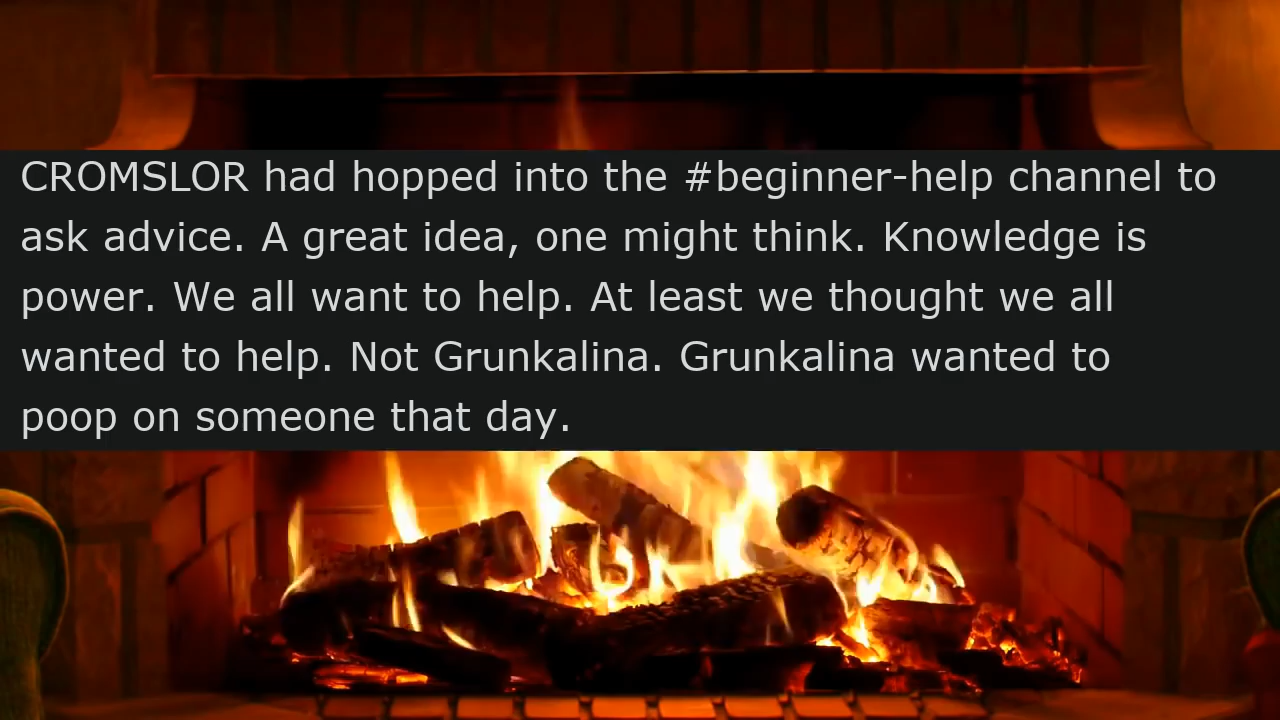 CROMSLOR had hopped into the #beginner-help channel to
ask advice. A great idea, one might think. Knowledge is
power. We all want to help. At least we thought we all
wanted to help. Not Grunkalina. Grunkalina wanted to
poop on someone that day.